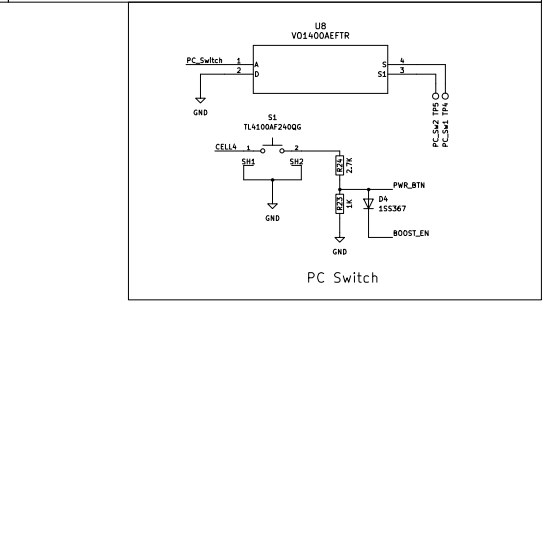 U8
VO1400AEFTR
PC_Switch 1 A S 4
2 D S1 3
GND
PC_Sw2 TP5
PC_Sw1 TP4
S1
TL4100AF240QG
CELL4 1 2
SH1 SH2
GND
R24 2.7K
PWR_BTN
R23 1K
D4
1SS367
BOOST_EN
GND
PC Switch